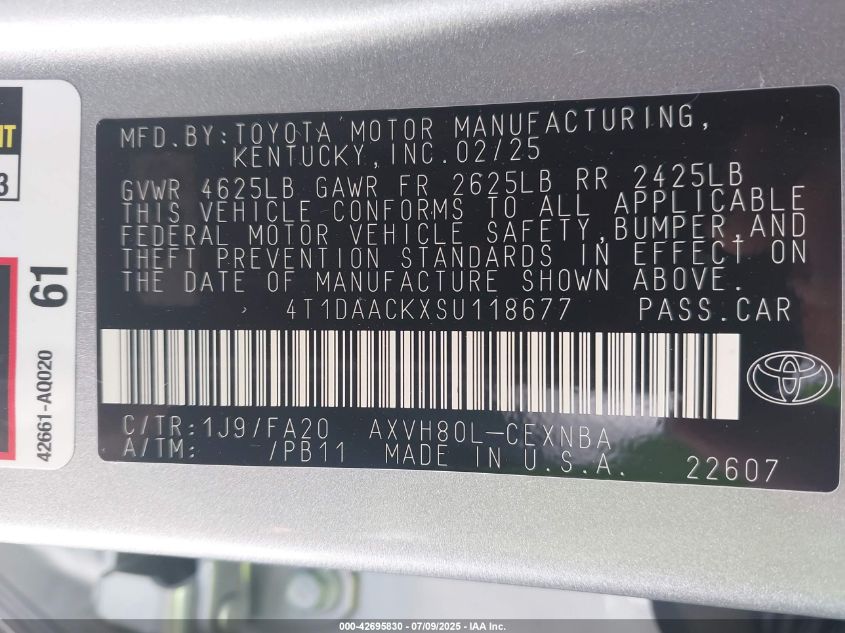 MFD.BY:TOYOTA MOTOR MANUFACTURING,
KENTUCKY,INC.02/25
GVWR 4625LB GAWR FR 2625LB RR 2425LB
THIS VEHICLE CONFORMS TO ALL APPLICABLE
FEDERAL MOTOR VEHICLE SAFETY,BUMPER,AND
THEFT PREVENTION STANDARDS IN EFFECT ON
THE DATE OF MANUFACTURE SHOWN ABOVE.
4T1DAACKXSU118677 PASS.CAR
C/TR:1J9/FA20 AXVH80L-CEXNBA
A/TM: /PB11 MADE IN U.S.A. 22607
3
61
42661-AQ020
000-42695830 - 07/09/2025 - IAA Inc.